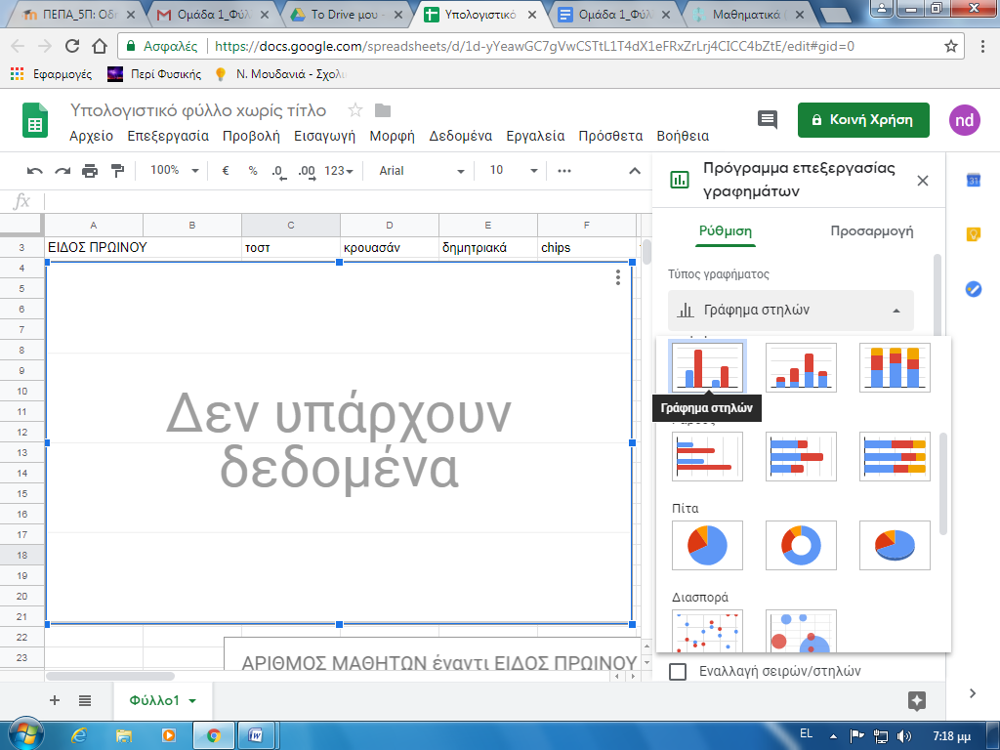 ΠΕΠΑ_5Π: Οδη
Ομάδα 1_Φύλ
Το Drive μου -
Υπολογιστικό
Ομάδα 1_Φύλ
Μαθηματικά (
Ασφαλές
https://docs.google.com/spreadsheets/d/1d-yYeawGC7gVwCSTtL1T4dX1eFRxZrLrj4CICC4bZtE/edit#gid=0
Εφαρμογές
Περί Φυσικής
Ν. Μουδανιά - Σχολι
Υπολογιστικό φύλλο χωρίς τίτλο
Αρχείο Επεξεργασία Προβολή Εισαγωγή Μορφή Δεδομένα Εργαλεία Πρόσθετα Βοήθεια
Κοινή Χρήση
nd
100% € % .0 .00 123 Arial 10
fx
A B C D E F
3 ΕΙΔΟΣ ΠΡΩΙΝΟΥ τοστ κρουασάν δημητριακά chips
4
5
6
7
8
9
10
11
12
13
14
15
16
17
18
19
20
21
22
23
Δεν υπάρχουν
δεδομένα
ΑΡΙΘΜΟΣ ΜΑΘΗΤΩΝ έναντι ΕΙΔΟΣ ΠΡΩΙΝΟΥ
Πρόγραμμα επεξεργασίας
γραφημάτων
Ρύθμιση Προσαρμογή
Τύπος γραφήματος
Γράφημα στηλών
Γράφημα στηλών
Πίτα
Διασπορά
Εναλλαγή σειρών/στηλών
Φύλλο1
EL
7:18 μμ